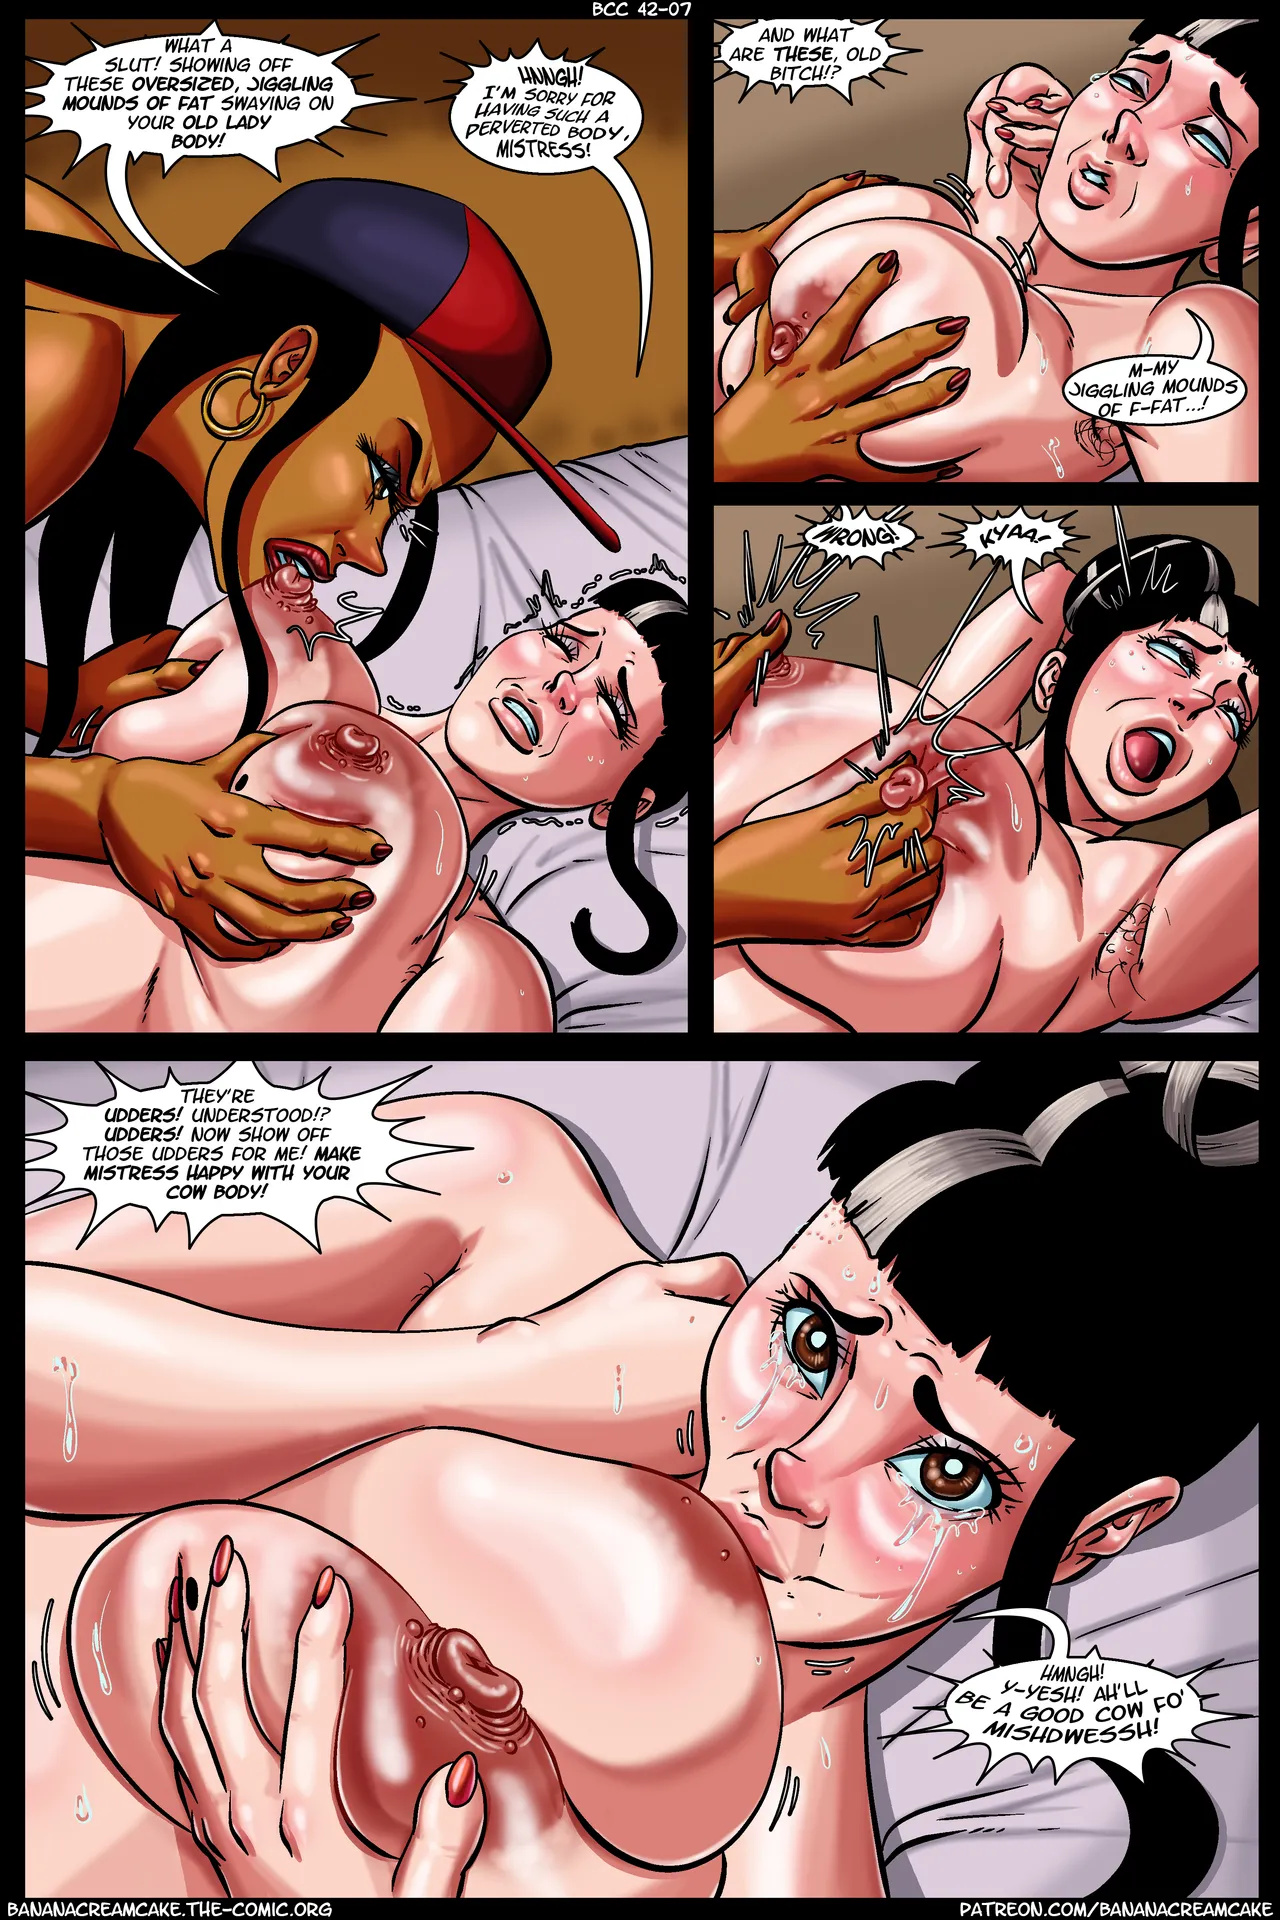 BCC 42-07
WHAT A
SLUT! SHOWING OFF
THESE OVERSIZED, JIGGLING
MOUNDS OF FAT SWAYING ON
YOUR OLD LADY
BODY!
HNNGH!
I'M SORRY FOR
HAVING SUCH A
PERVERTED BODY,
MISTRESS!
AND WHAT
ARE THESE, OLD
BITCH!?
M-MY
JIGGLING MOUNDS
OF F-FAT...!
WRONG!
KYAA-
THEY'RE
UDDERS! UNDERSTOOD!?
UDDERS! NOW SHOW OFF
THOSE UDDERS FOR ME! MAKE
MISTRESS HAPPY WITH YOUR
COW BODY!
HMNGH!
Y-YESH! AH'LL
BE A GOOD COW FO'
MISHDWESSH!
BANANACREAMCAKE.THE-COMIC.ORG
PATREON.COM/BANANACREAMCAKE